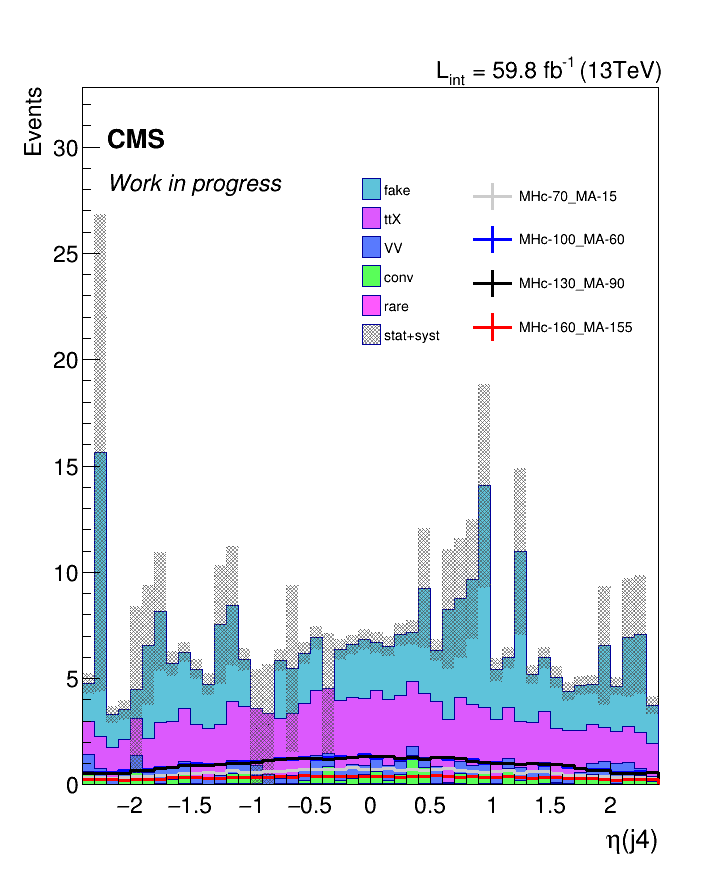 L_int = 59.8 fb^-1 (13TeV)
Events
CMS
Work in progress
fake
ttX
VV
conv
rare
stat+syst
MHc-70_MA-15
MHc-100_MA-60
MHc-130_MA-90
MHc-160_MA-155
30
25
20
15
10
5
0
−2 −1.5 −1 −0.5 0 0.5 1 1.5 2
η(j4)